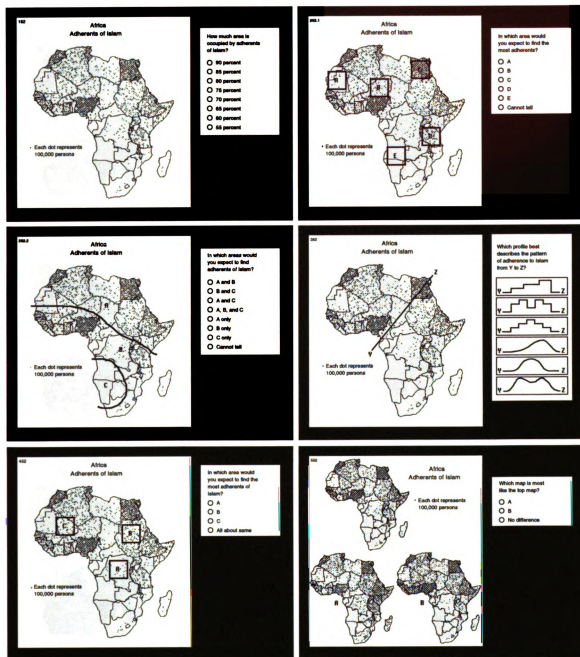 152
Africa
Adherents of Islam
• Each dot represents
100,000 persons
How much area is
occupied by adherents
of Islam?
90 percent
85 percent
80 percent
75 percent
70 percent
65 percent
60 percent
55 percent
Africa
Adherents of Islam
• Each dot represents
100,000 persons
E
In which area would
you expect to find the
most adherents?
A
B
C
D
E
Cannot tell
Africa
Adherents of Islam
C
• Each dot represents
100,000 persons
In which areas would
you expect to find
adherents of Islam?
A and B
B and C
A and C
A, B, and C
A only
B only
C only
Cannot tell
Africa
Adherents of Islam
Z
Y
• Each dot represents
100,000 persons
Which profile best
describes the pattern
of adherence to Islam
from Y to Z?
Y Z
Y Z
Y Z
Y Z
Y Z
Y Z
452
Africa
Adherents of Islam
• Each dot represents
100,000 persons
In which area would
you expect to find the
most adherents of
Islam?
A
B
C
All about same
Africa
Adherents of Islam
• Each dot represents
100,000 persons
A
B
Which map is most
like the top map?
A
B
No difference